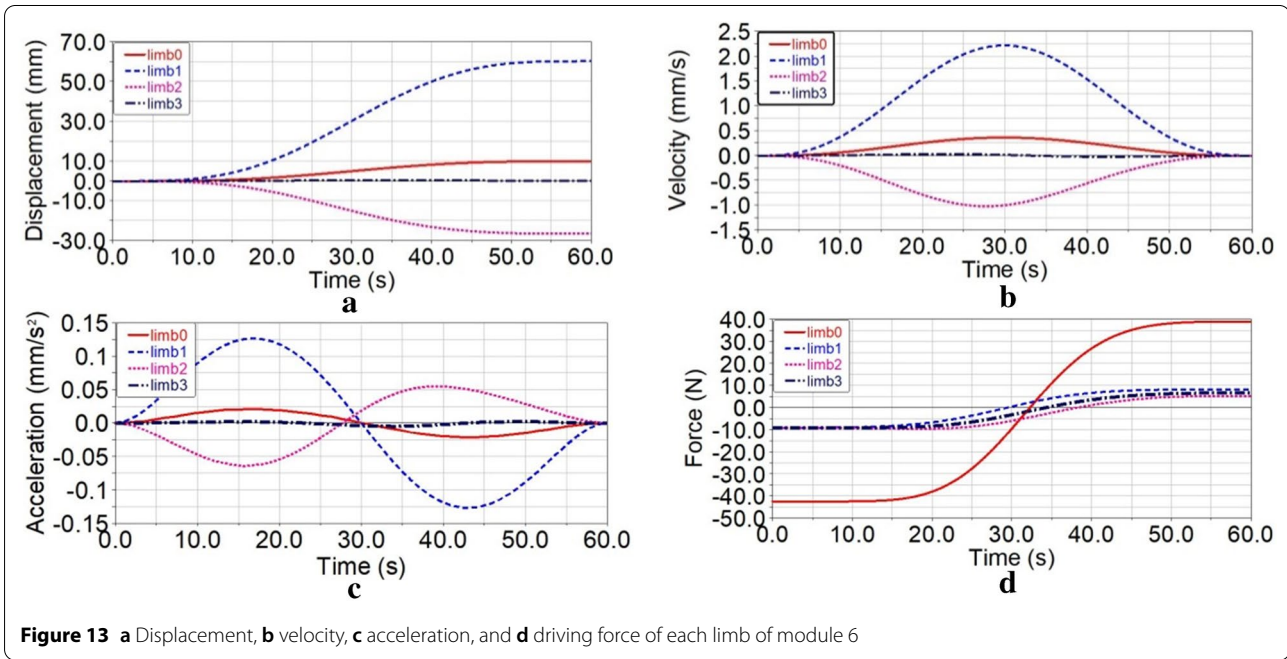 70.0
50.0
30.0
10.0
0.0
-10.0
-30.0
Displacement (mm)
limb0
limb1
limb2
limb3
0.0 10.0 20.0 30.0 40.0 50.0 60.0
Time (s)
a
2.5
2.0
1.5
1.0
0.5
0.0
-0.5
-1.0
-1.5
Velocity (mm/s)
limb0
limb1
limb2
limb3
0.0 10.0 20.0 30.0 40.0 50.0 60.0
Time (s)
b
0.15
0.1
0.05
0.0
-0.05
-0.1
-0.15
Acceleration (mm/s²)
limb0
limb1
limb2
limb3
0.0 10.0 20.0 30.0 40.0 50.0 60.0
Time (s)
c
40.0
30.0
20.0
10.0
0.0
-10.0
-20.0
-30.0
-40.0
-50.0
Force (N)
limb0
limb1
limb2
limb3
0.0 10.0 20.0 30.0 40.0 50.0 60.0
Time (s)
d
Figure 13 a Displacement, b velocity, c acceleration, and d driving force of each limb of module 6